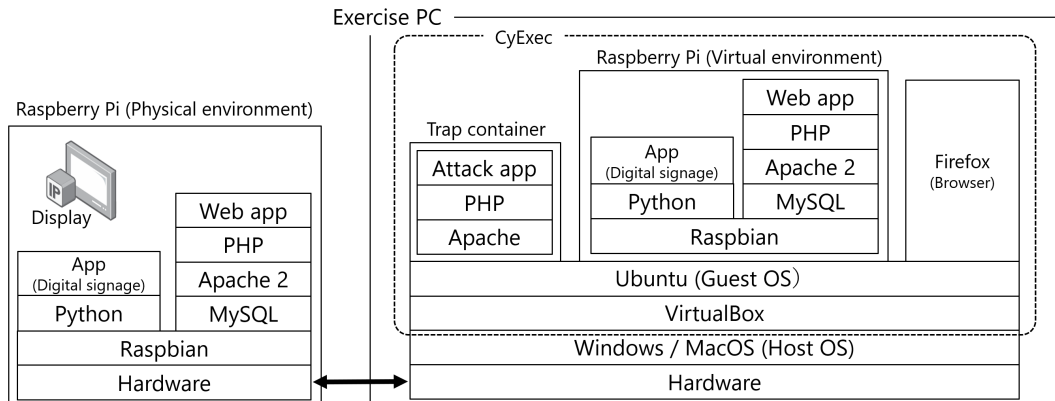 Exercise PC
CyExec
Raspberry Pi (Physical environment)
IP
Display
App
(Digital signage)
Python
Web app
PHP
Apache 2
MySQL
Raspbian
Hardware
Trap container
Attack app
PHP
Apache
Raspberry Pi (Virtual environment)
App
(Digital signage)
Python
Web app
PHP
Apache 2
MySQL
Raspbian
Firefox
(Browser)
Ubuntu (Guest OS）
VirtualBox
Windows / MacOS (Host OS)
Hardware